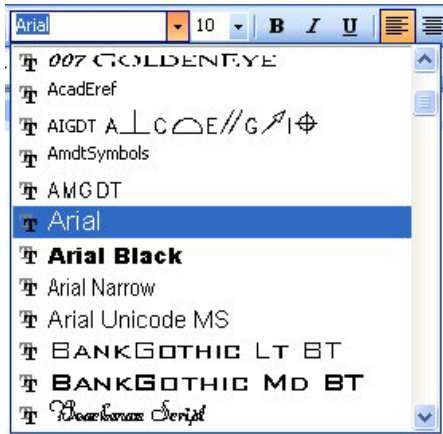 Arial 10 B I U
007 GOLDENEYE
AcadEref
AIGDT A⊥C⌓E//G↗I⌖
AmdtSymbols
AMGDT
Arial
Arial Black
Arial Narrow
Arial Unicode MS
BANKGOTHIC LT BT
BANKGOTHIC MD BT
Beachman Script